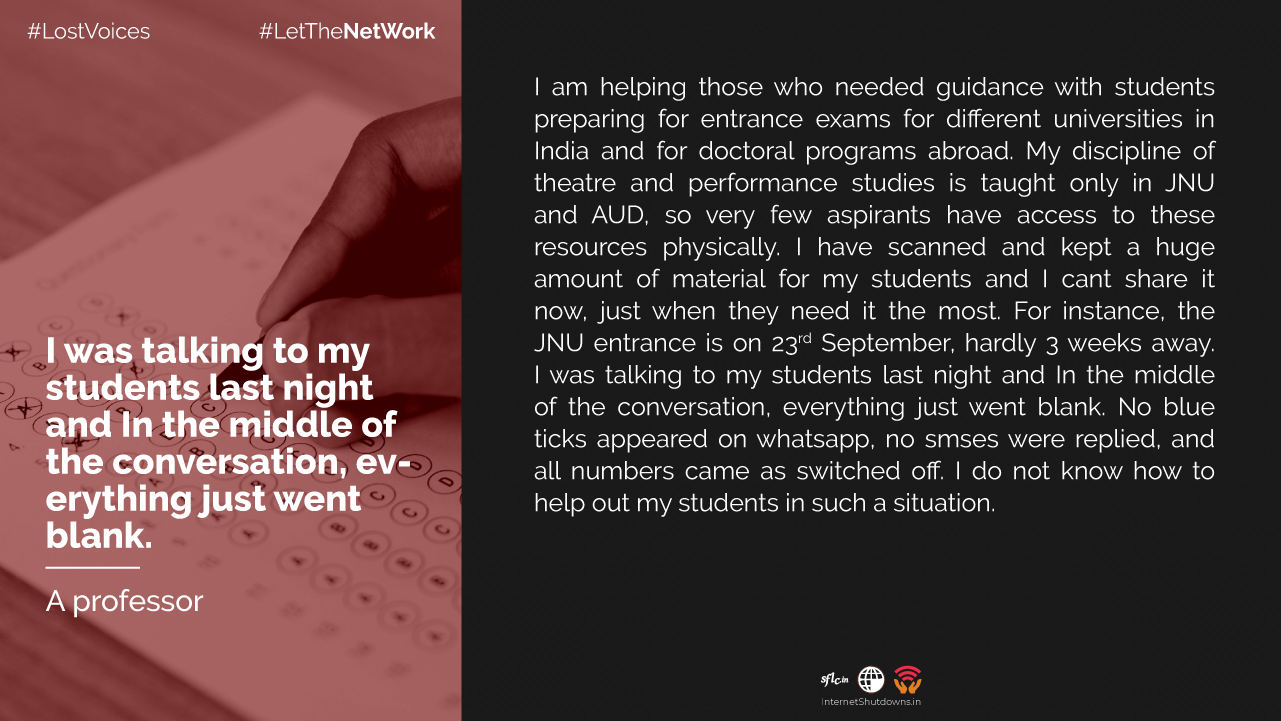 #LostVoices
#LetTheNetWork
I was talking to my
students last night
and In the middle of
the conversation, ev-
erything just went
blank.
A professor
I am helping those who needed guidance with students
preparing for entrance exams for different universities in
India and for doctoral programs abroad. My discipline of
theatre and performance studies is taught only in JNU
and AUD, so very few aspirants have access to these
resources physically. I have scanned and kept a huge
amount of material for my students and I cant share it
now, just when they need it the most. For instance, the
JNU entrance is on 23rd September, hardly 3 weeks away.
I was talking to my students last night and In the middle
of the conversation, everything just went blank. No blue
ticks appeared on whatsapp, no smses were replied, and
all numbers came as switched off. I do not know how to
help out my students in such a situation.
sflc.in
InternetShutdowns.in